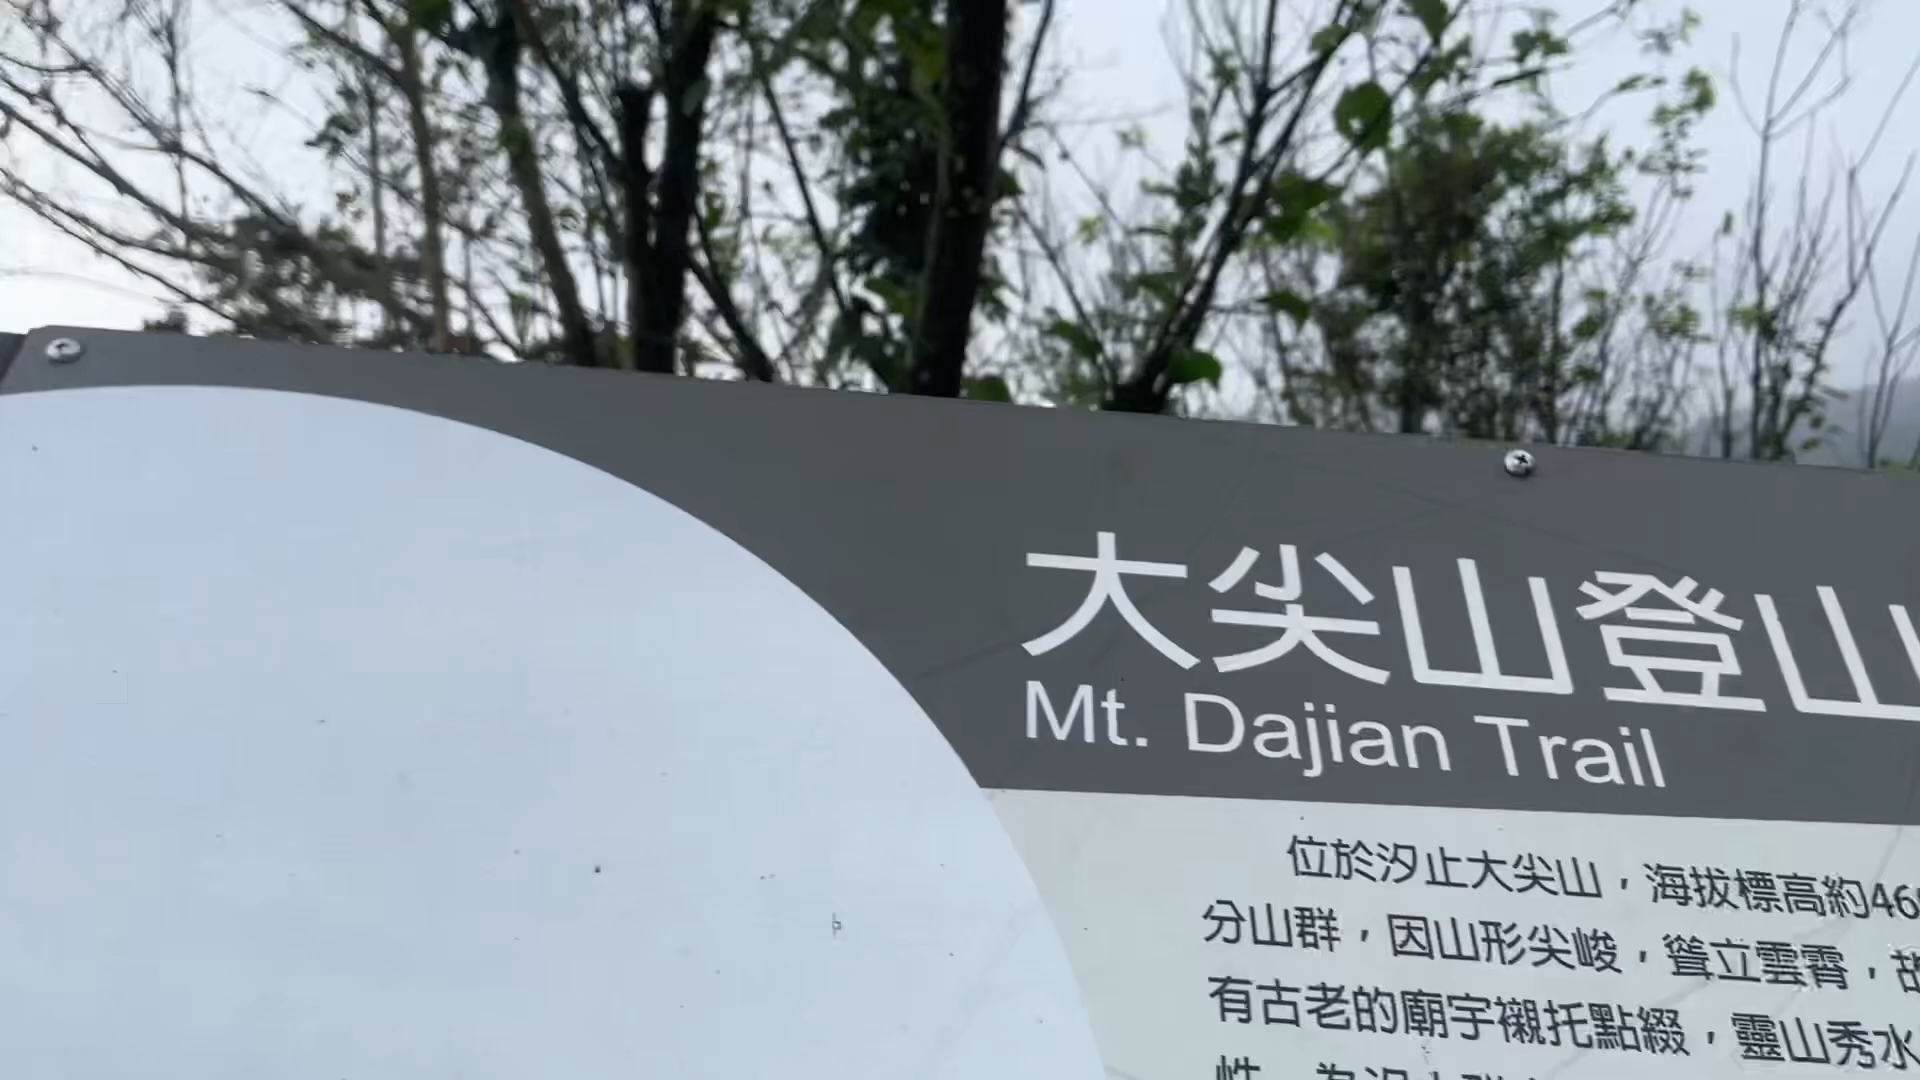 大尖山登山
Mt. Dajian Trail
位於汐止大尖山，海拔標高約46
分山群，因山形尖峻，聳立雲霄，故
有古老的廟宇襯托點綴，靈山秀水